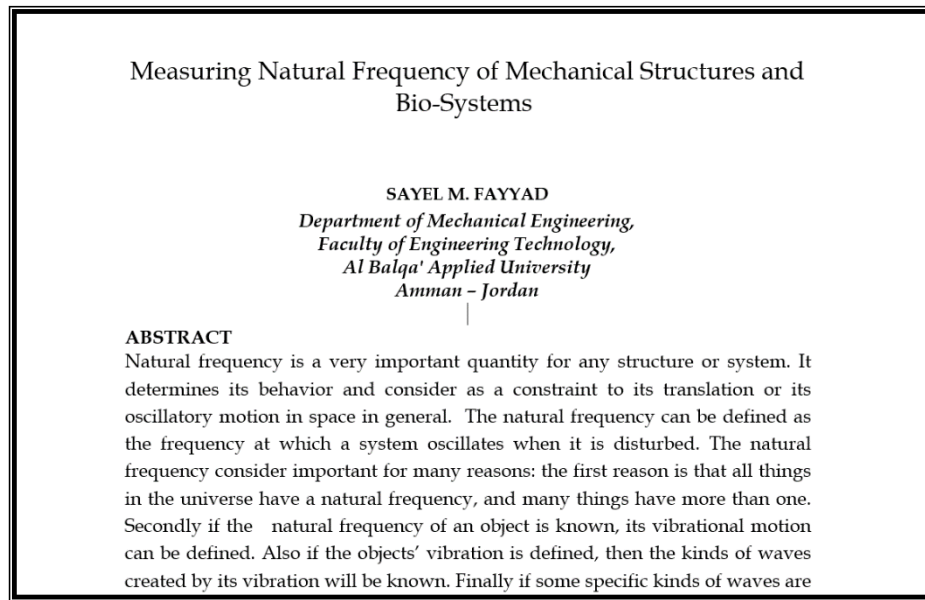 Measuring Natural Frequency of Mechanical Structures and
Bio-Systems
SAYEL M. FAYYAD
Department of Mechanical Engineering,
Faculty of Engineering Technology,
Al Balqa' Applied University
Amman – Jordan
ABSTRACT
Natural frequency is a very important quantity for any structure or system. It
determines its behavior and consider as a constraint to its translation or its
oscillatory motion in space in general.  The natural frequency can be defined as
the frequency at which a system oscillates when it is disturbed. The natural
frequency consider important for many reasons: the first reason is that all things
in the universe have a natural frequency, and many things have more than one.
Secondly if the   natural frequency of an object is known, its vibrational motion
can be defined. Also if the objects’ vibration is defined, then the kinds of waves
created by its vibration will be known. Finally if some specific kinds of waves are